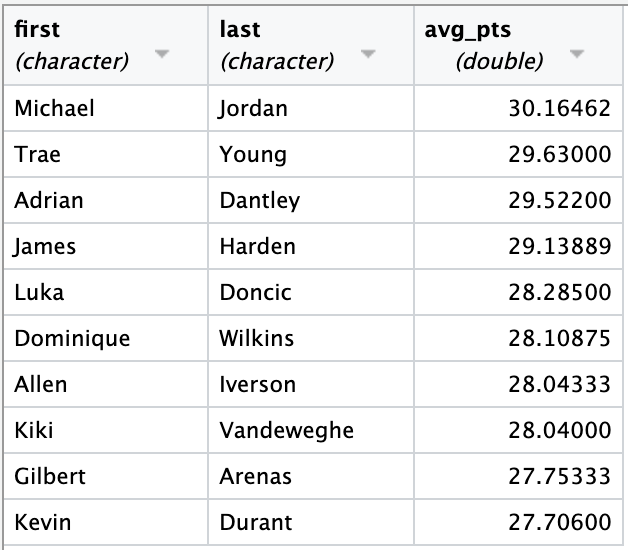 first last avg_pts
(character) (character) (double)
Michael Jordan 30.16462
Trae Young 29.63000
Adrian Dantley 29.52200
James Harden 29.13889
Luka Doncic 28.28500
Dominique Wilkins 28.10875
Allen Iverson 28.04333
Kiki Vandeweghe 28.04000
Gilbert Arenas 27.75333
Kevin Durant 27.70600